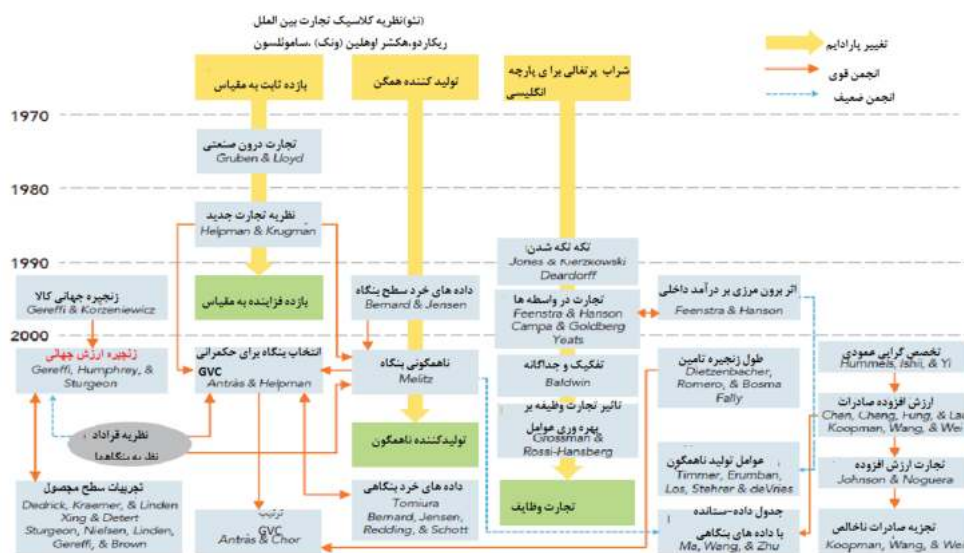 (نئو)نظریه کلاسیک تجارت بین الملل
ریکاردو،هکشر اوهلین (ونک) ،ساموئلسون
تغییر پارادایم
انجمن قوی
انجمن ضعیف
بازده ثابت به مقیاس
تولید کننده همگن
شراب پرتغالی برای پارچه
انگلیسی
1970
تجارت درون صنعتی
Gruben & Lloyd
1980
نظریه تجارت جدید
Helpman & Krugman
تکه تکه شدن:
Jones & Kierzkowski
Deardorff
1990
زنجیره جهانی کالا
Gereffi & Korzeniewicz
بازده فزاینده به مقیاس
داده های خرد سطح بنگاه
Bernard & Jensen
تجارت در واسطه ها
Feenstra & Hanson
Campa & Goldberg
Yeats
اثر برون مرزی بر درآمد داخلی
Feenstra & Hanson
2000
زنجیره ارزش جهانی
Gereffi, Humphrey, &
Sturgeon
انتخاب بنگاه برای حکمرانی
GVC
Antràs & Helpman
ناهمگونی بنگاه
Melitz
تفکیک و جداگانه
Baldwin
طول زنجیره تامین
Dietzenbacher,
Romero, & Bosma
Fally
تخصص گرایی عمودی
Hummels, Ishii, & Yi
نظریه قراداد
نظریه بنگاهها
تولیدکننده ناهمگون
تاثیر تجارت وظیفه بر
بهره وری عوامل
Grossman &
Rossi-Hansberg
ارزش افزوده صادرات
Chen, Cheng, Fung, & Lau
Koopman, Wang, & Wei
تجربیات سطح محصول
Dedrick, Kraemer, & Linden
Xing & Detert
Sturgeon, Nielsen, Linden,
Gereffi, & Brown
ترتیب
GVC
Antràs & Chor
داده های خرد بنگاهی
Tomiura
Bernard, Jensen,
Redding, & Schott
تجارت وظایف
عوامل تولید ناهمگون
Timmer, Erumban,
Los, Stehrer & deVries
تجارت ارزش افزوده
Johnson & Noguera
جدول داده-ستانده
با داده های بنگاهی
Ma, Wang, & Zhu
تجزیه صادرات ناخالص
Koopman, Wang, & Wei